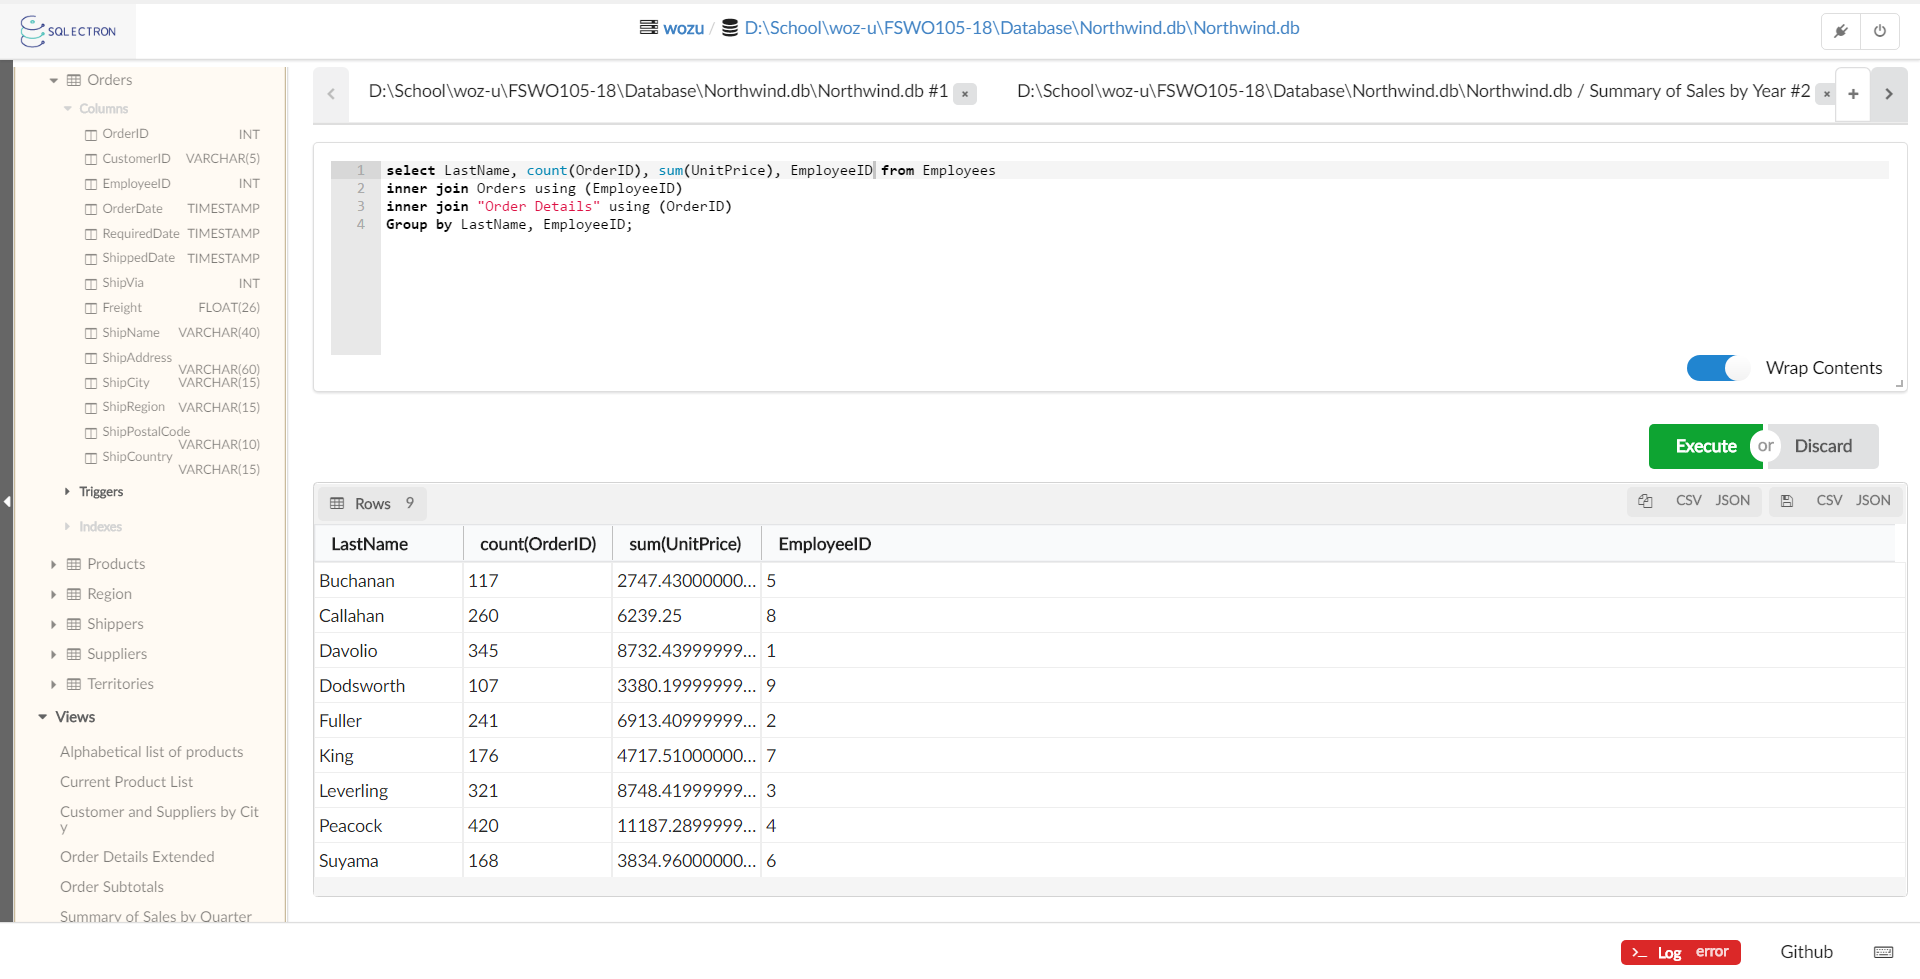 SQLECTRON
wozu / D:\School\woz-u\FSWO105-18\Database\Northwind.db\Northwind.db
Orders
Columns
OrderID INT
CustomerID VARCHAR(5)
EmployeeID INT
OrderDate TIMESTAMP
RequiredDate TIMESTAMP
ShippedDate TIMESTAMP
ShipVia INT
Freight FLOAT(26)
ShipName VARCHAR(40)
ShipAddress
VARCHAR(60)
ShipCity VARCHAR(15)
ShipRegion VARCHAR(15)
ShipPostalCode
VARCHAR(10)
ShipCountry
VARCHAR(15)
Triggers
Indexes
Products
Region
Shippers
Suppliers
Territories
Views
Alphabetical list of products
Current Product List
Customer and Suppliers by Cit
y
Order Details Extended
Order Subtotals
Summary of Sales by Quarter
D:\School\woz-u\FSWO105-18\Database\Northwind.db\Northwind.db #1 ×
D:\School\woz-u\FSWO105-18\Database\Northwind.db\Northwind.db / Summary of Sales by Year #2 × +
1 select LastName, count(OrderID), sum(UnitPrice), EmployeeID from Employees
2 inner join Orders using (EmployeeID)
3 inner join "Order Details" using (OrderID)
4 Group by LastName, EmployeeID;
Wrap Contents
Execute or Discard
Rows 9 CSV JSON CSV JSON
LastName count(OrderID) sum(UnitPrice) EmployeeID
Buchanan 117 2747.43000000... 5
Callahan 260 6239.25 8
Davolio 345 8732.43999999... 1
Dodsworth 107 3380.19999999... 9
Fuller 241 6913.40999999... 2
King 176 4717.51000000... 7
Leverling 321 8748.41999999... 3
Peacock 420 11187.2899999... 4
Suyama 168 3834.96000000... 6
>_ Log error Github